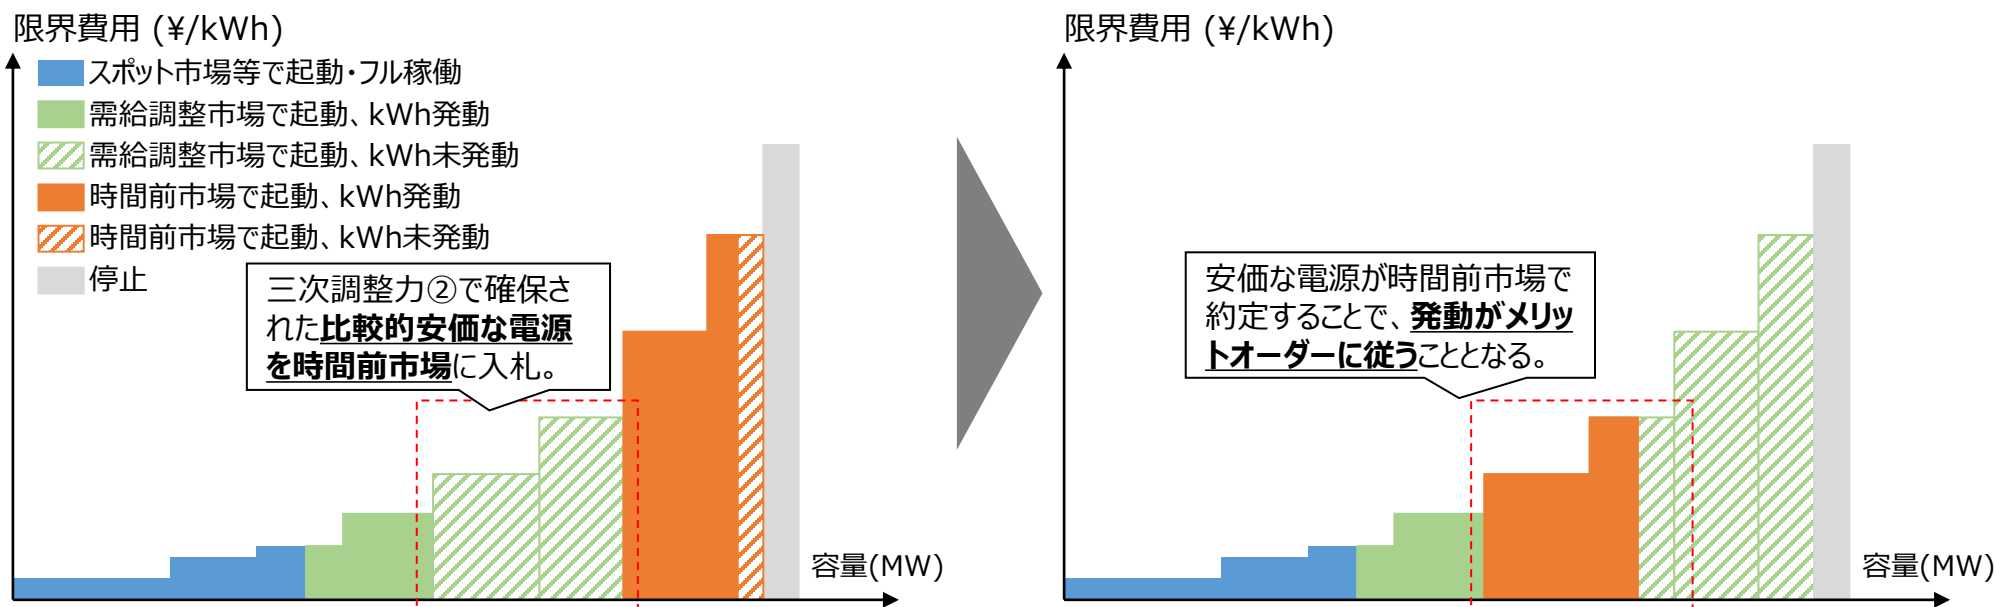 限界費用 (¥/kWh)
スポット市場等で起動・フル稼働
需給調整市場で起動、kWh発動
需給調整市場で起動、kWh未発動
時間前市場で起動、kWh発動
時間前市場で起動、kWh未発動
停止
三次調整力②で確保さ
れた比較的安価な電源
を時間前市場に入札。
容量(MW)
限界費用 (¥/kWh)
安価な電源が時間前市場で
約定することで、発動がメリッ
トオーダーに従うこととなる。
容量(MW)